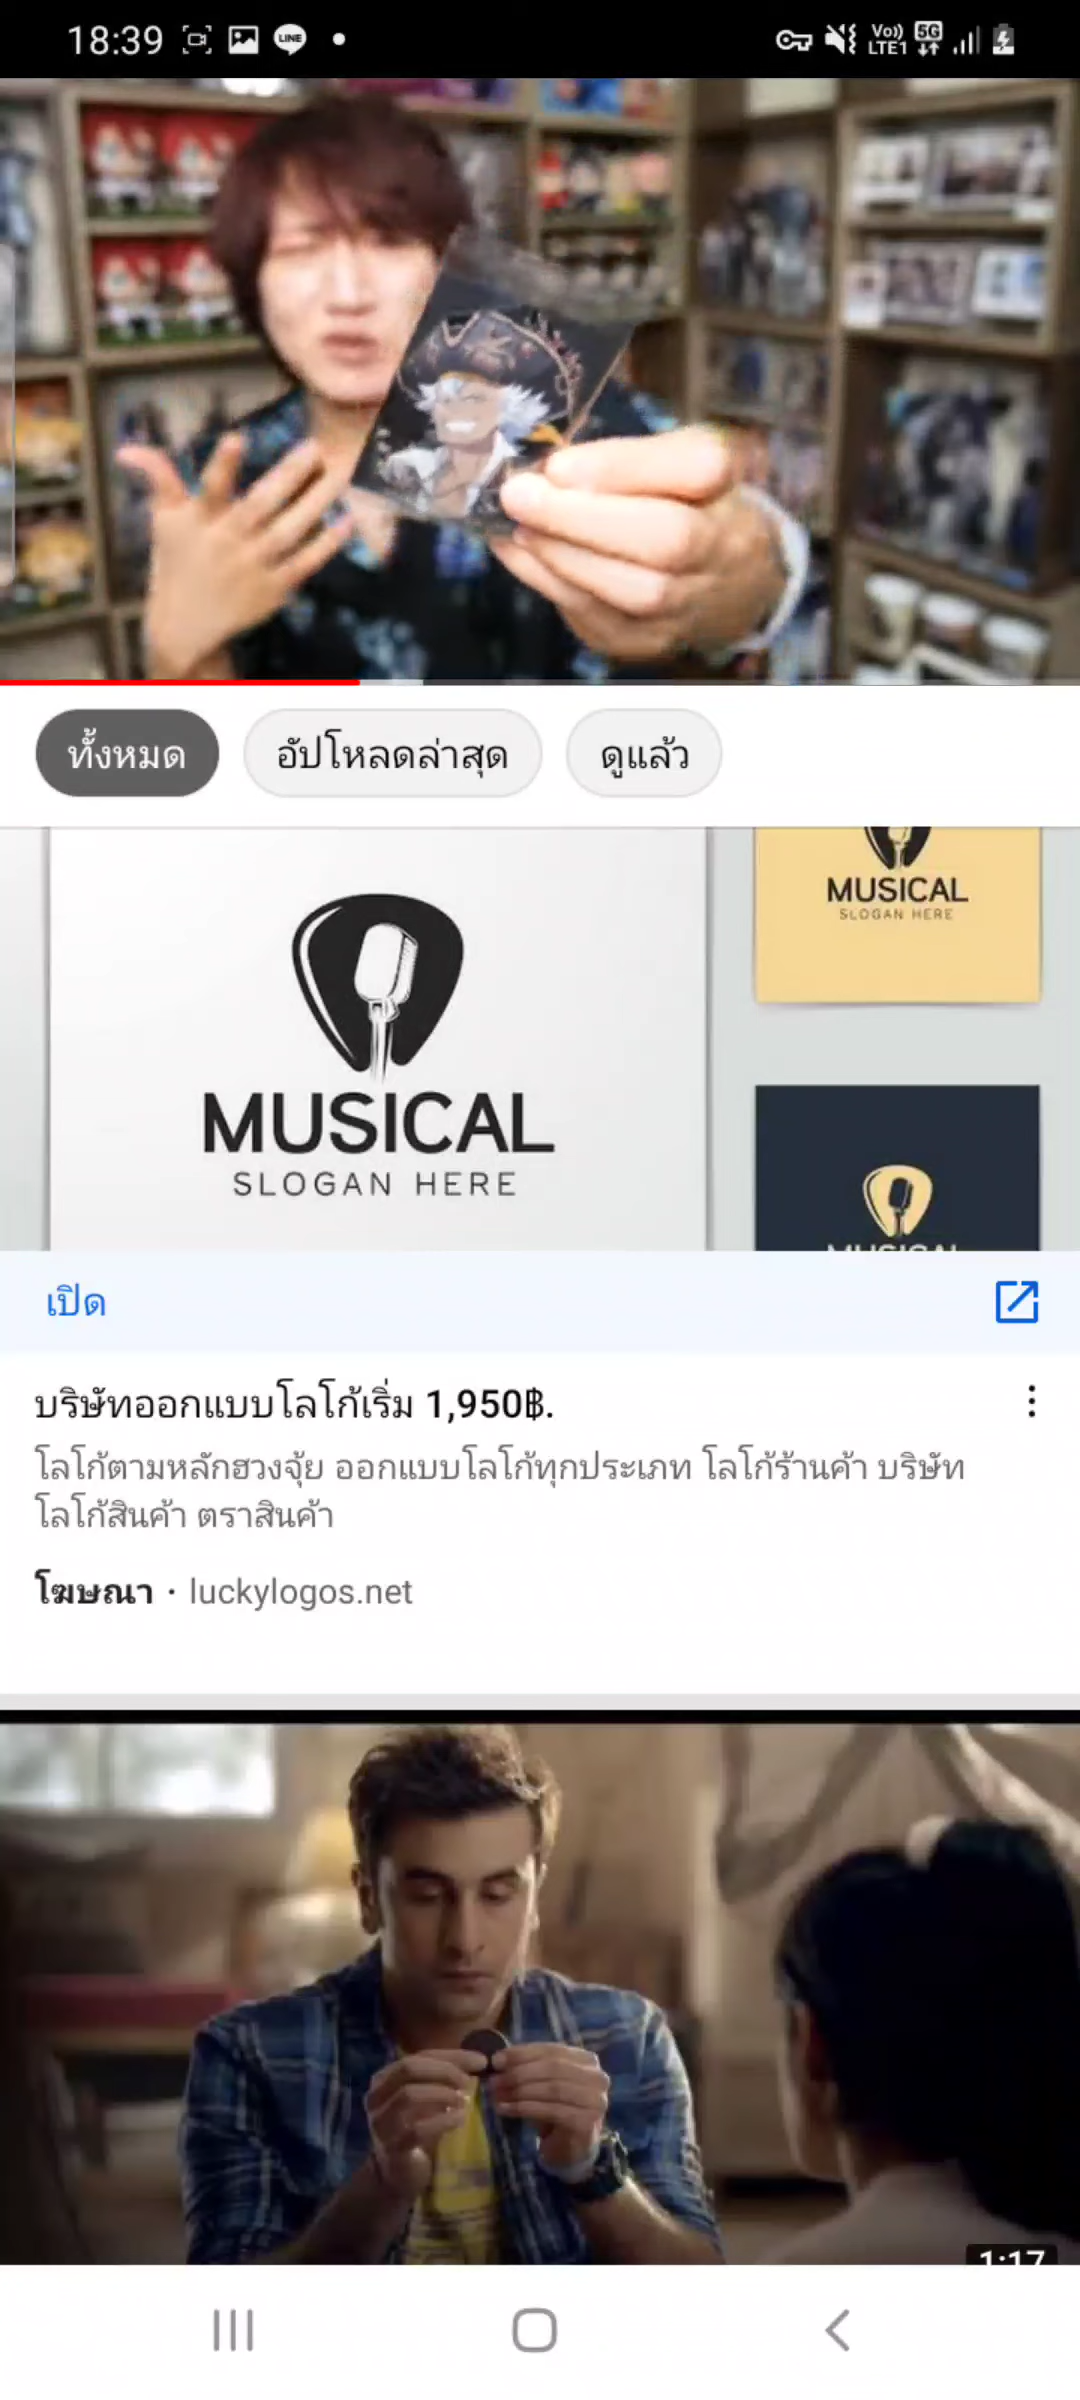 18:39
LINE
Vo)) LTE1 5G
ทั้งหมด
อัปโหลดล่าสุด
ดูแล้ว
MUSICAL
SLOGAN HERE
MUSICAL
SLOGAN HERE
MUSICAL
เปิด
บริษัทออกแบบโลโก้เริ่ม 1,950฿.
โลโก้ตามหลักฮวงจุ้ย ออกแบบโลโก้ทุกประเภท โลโก้ร้านค้า บริษัท
โลโก้สินค้า ตราสินค้า
โฆษณา · luckylogos.net
1:17